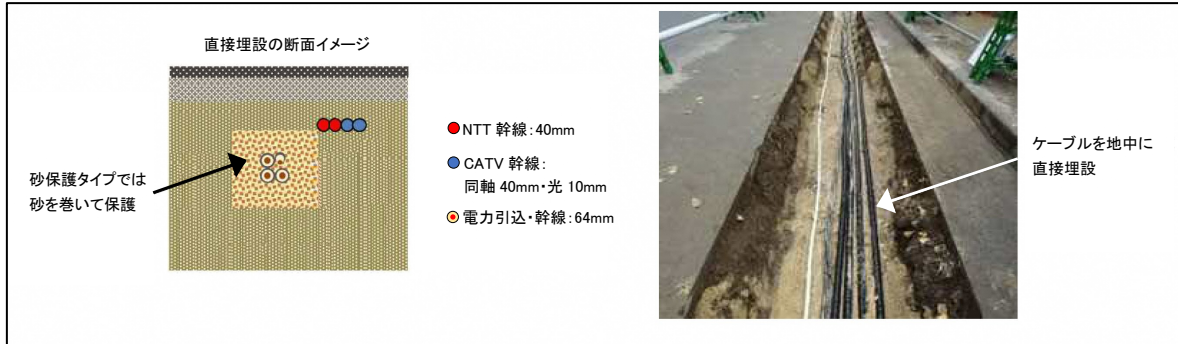 直接埋設の断面イメージ
砂保護タイプでは
砂を巻いて保護
NTT 幹線：40mm
CATV 幹線：
同軸 40mm・光 10mm
電力引込・幹線：64mm
ケーブルを地中に
直接埋設